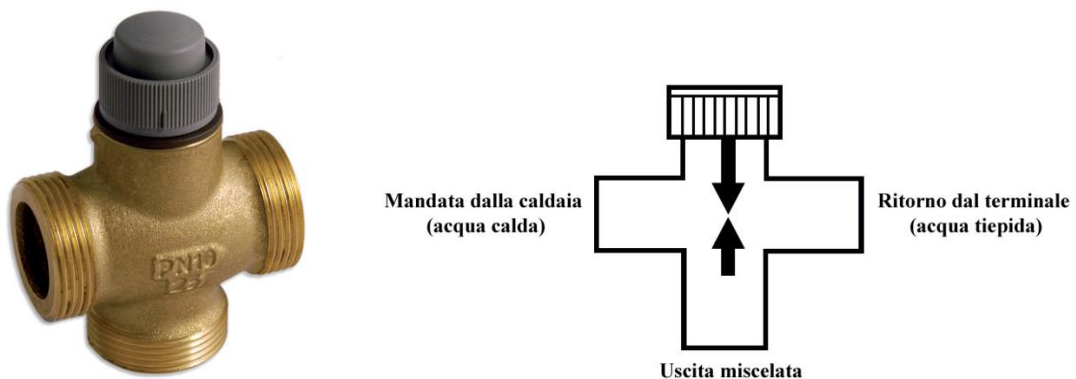 PN10
Mandata dalla caldaia
(acqua calda)
Ritorno dal terminale
(acqua tiepida)
Uscita miscelata